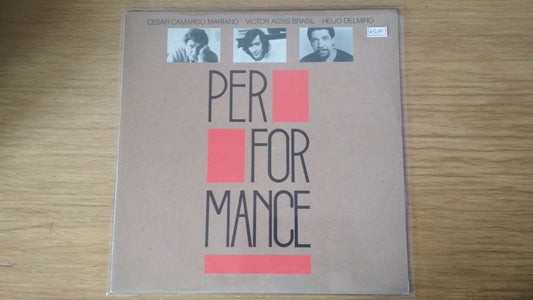 CESAR CAMARGO MARIANO VICTOR ASSIS BRASIL HELIO DELMIRO
PER
FOR
MANCE